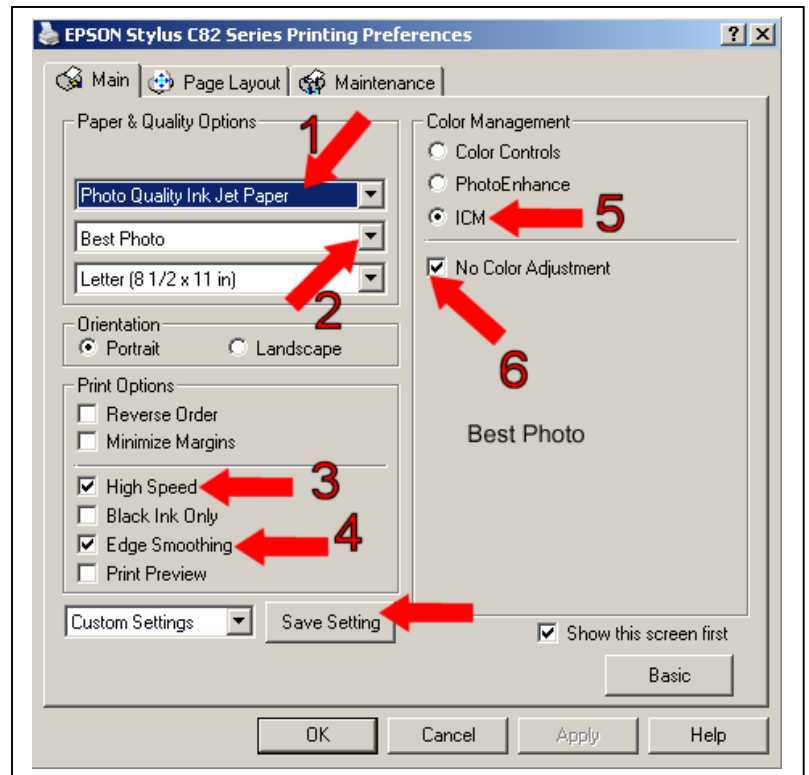 EPSON Stylus C82 Series Printing Preferences
? X
Main Page Layout Maintenance
Paper & Quality Options
1
Photo Quality Ink Jet Paper
Best Photo
Letter (8 1/2 x 11 in)
2
Orientation
Portrait Landscape
Print Options
Reverse Order
Minimize Margins
High Speed
3
Black Ink Only
Edge Smoothing
4
Print Preview
Custom Settings Save Setting
Color Management
Color Controls
PhotoEnhance
ICM
5
No Color Adjustment
6
Best Photo
Show this screen first
Basic
OK Cancel Apply Help